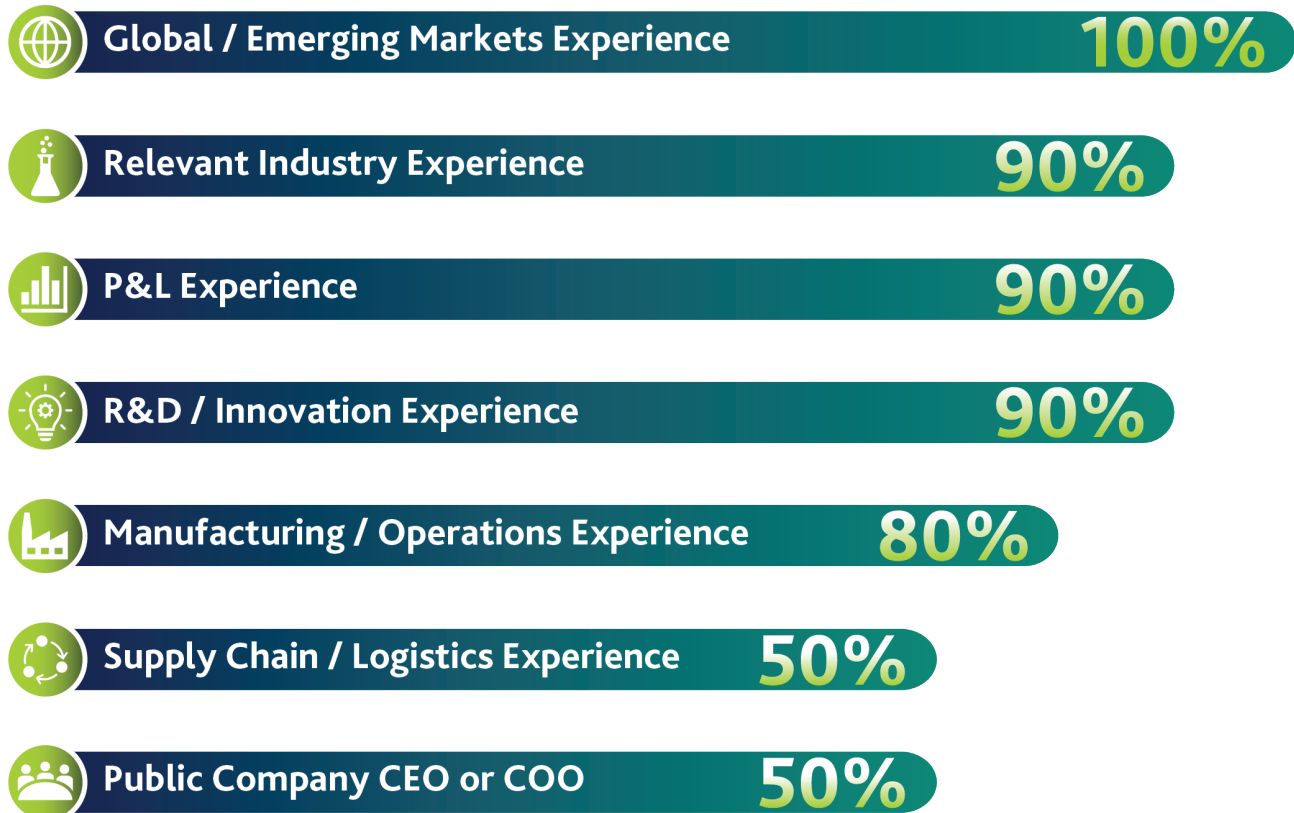 Global / Emerging Markets Experience 100%
Relevant Industry Experience 90%
P&L Experience 90%
R&D / Innovation Experience 90%
Manufacturing / Operations Experience 80%
Supply Chain / Logistics Experience 50%
Public Company CEO or COO 50%